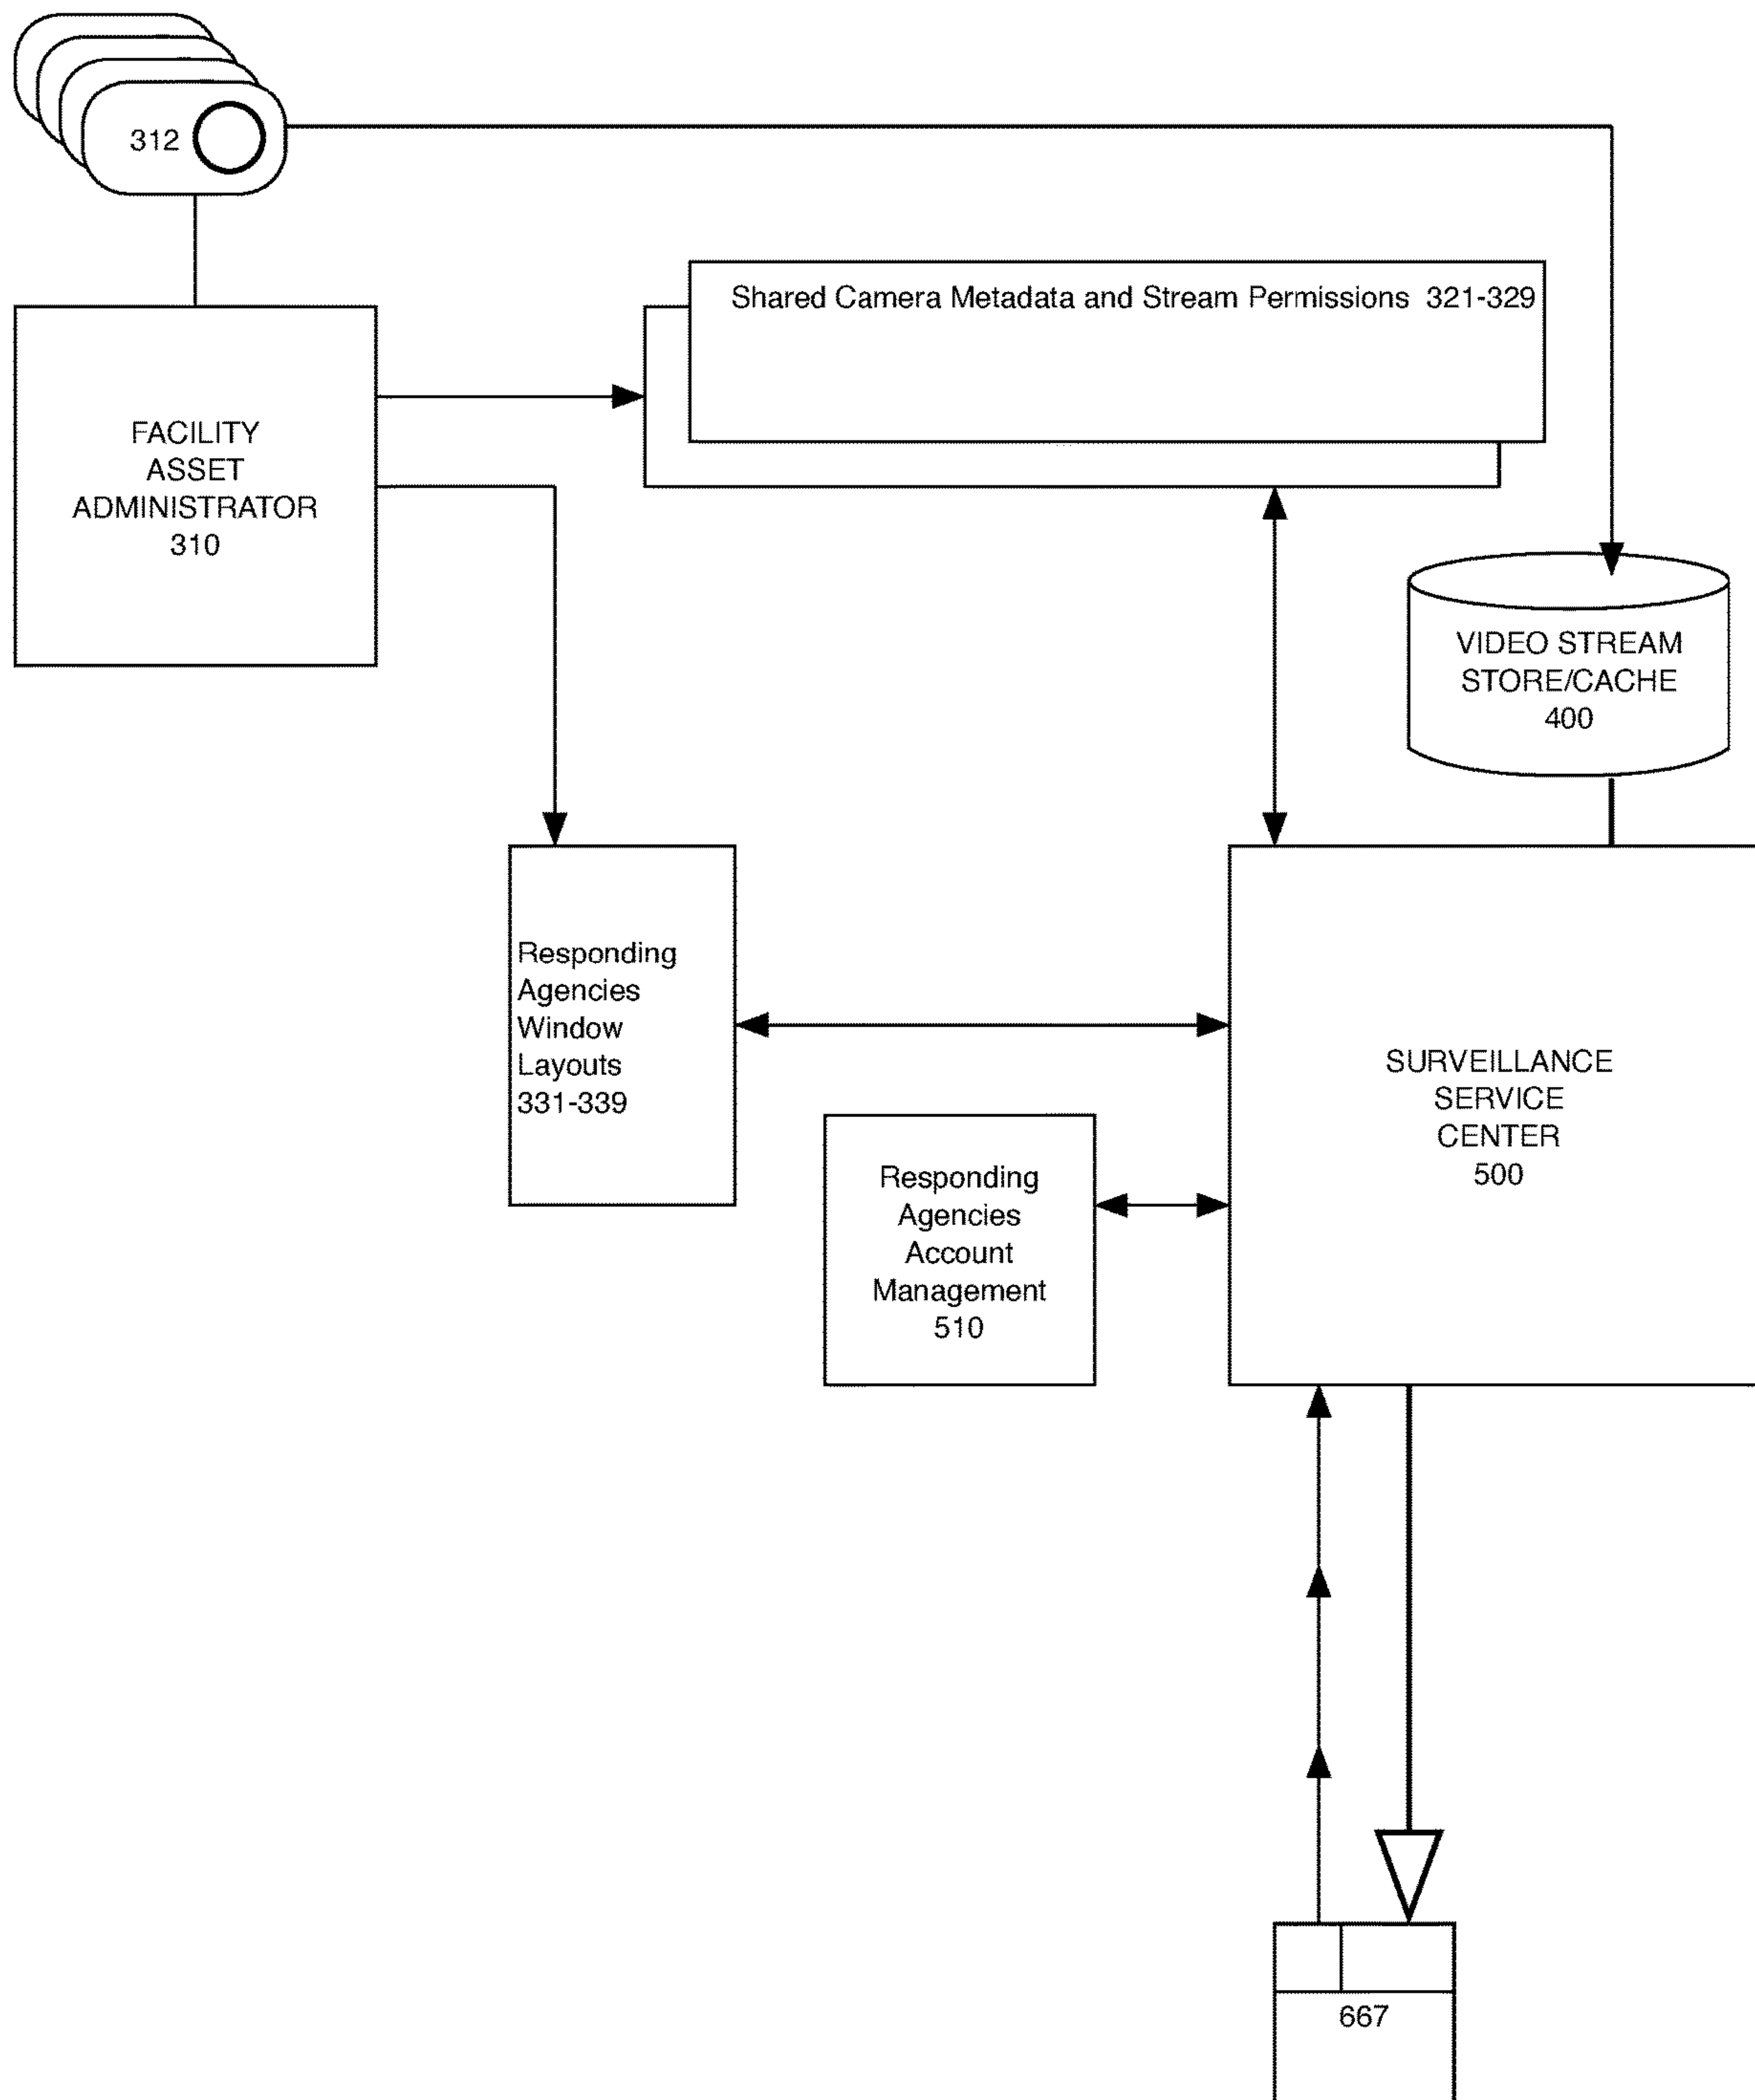 312
Shared Camera Metadata and Stream Permissions 321-329
FACILITY
ASSET
ADMINISTRATOR
310
VIDEO STREAM
STORE/CACHE
400
Responding
Agencies
Window
Layouts
331-339
SURVEILLANCE
SERVICE
CENTER
500
Responding
Agencies
Account
Management
510
667